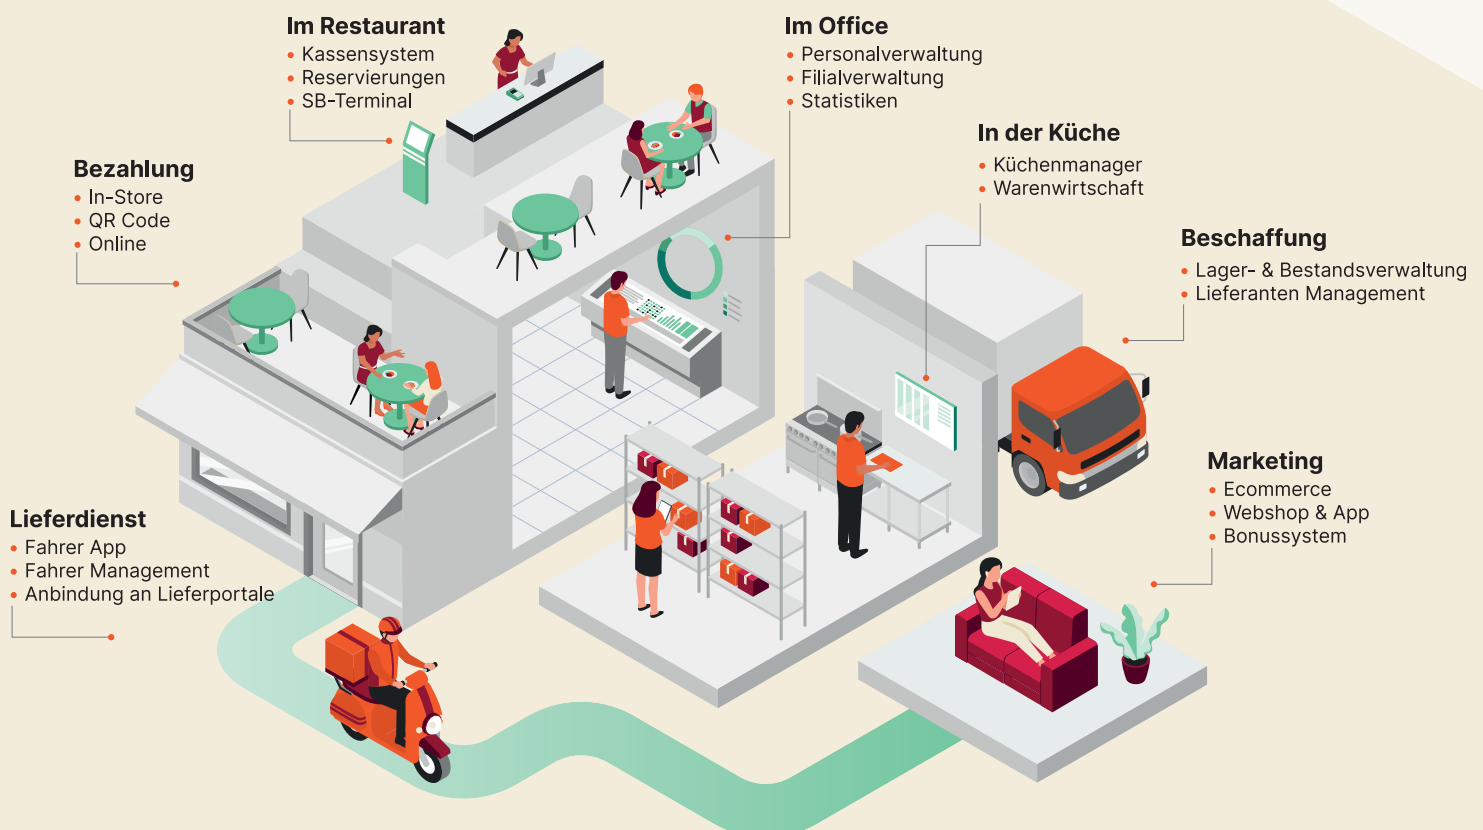 Im Restaurant
Kassensystem
Reservierungen
SB-Terminal
Im Office
Personalverwaltung
Filialverwaltung
Statistiken
In der Küche
Küchenmanager
Warenwirtschaft
Bezahlung
In-Store
QR Code
Online
Beschaffung
Lager- & Bestandsverwaltung
Lieferanten Management
Marketing
Ecommerce
Webshop & App
Bonussystem
Lieferdienst
Fahrer App
Fahrer Management
Anbindung an Lieferportale